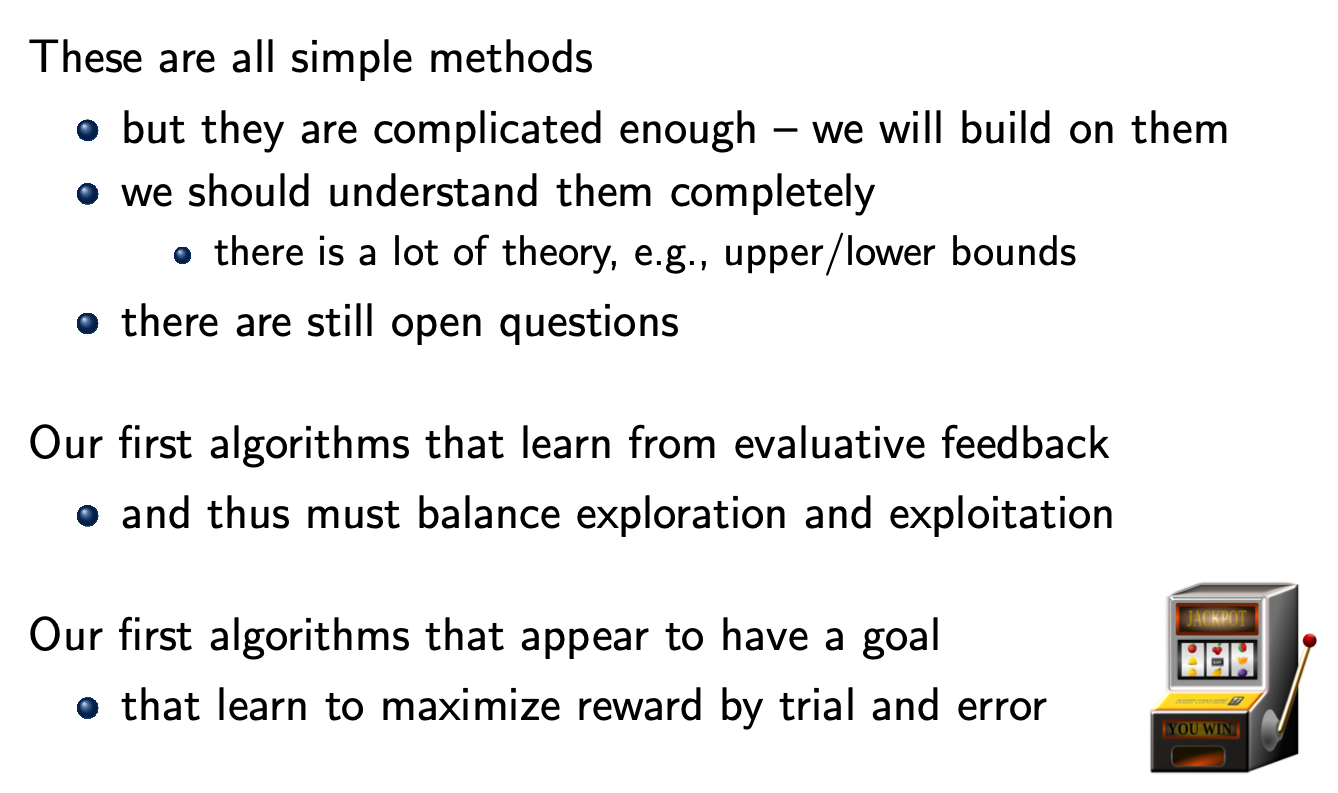 These are all simple methods
but they are complicated enough – we will build on them
we should understand them completely
there is a lot of theory, e.g., upper/lower bounds
there are still open questions
Our first algorithms that learn from evaluative feedback
and thus must balance exploration and exploitation
Our first algorithms that appear to have a goal
that learn to maximize reward by trial and error
JACKPOT
YOU WIN